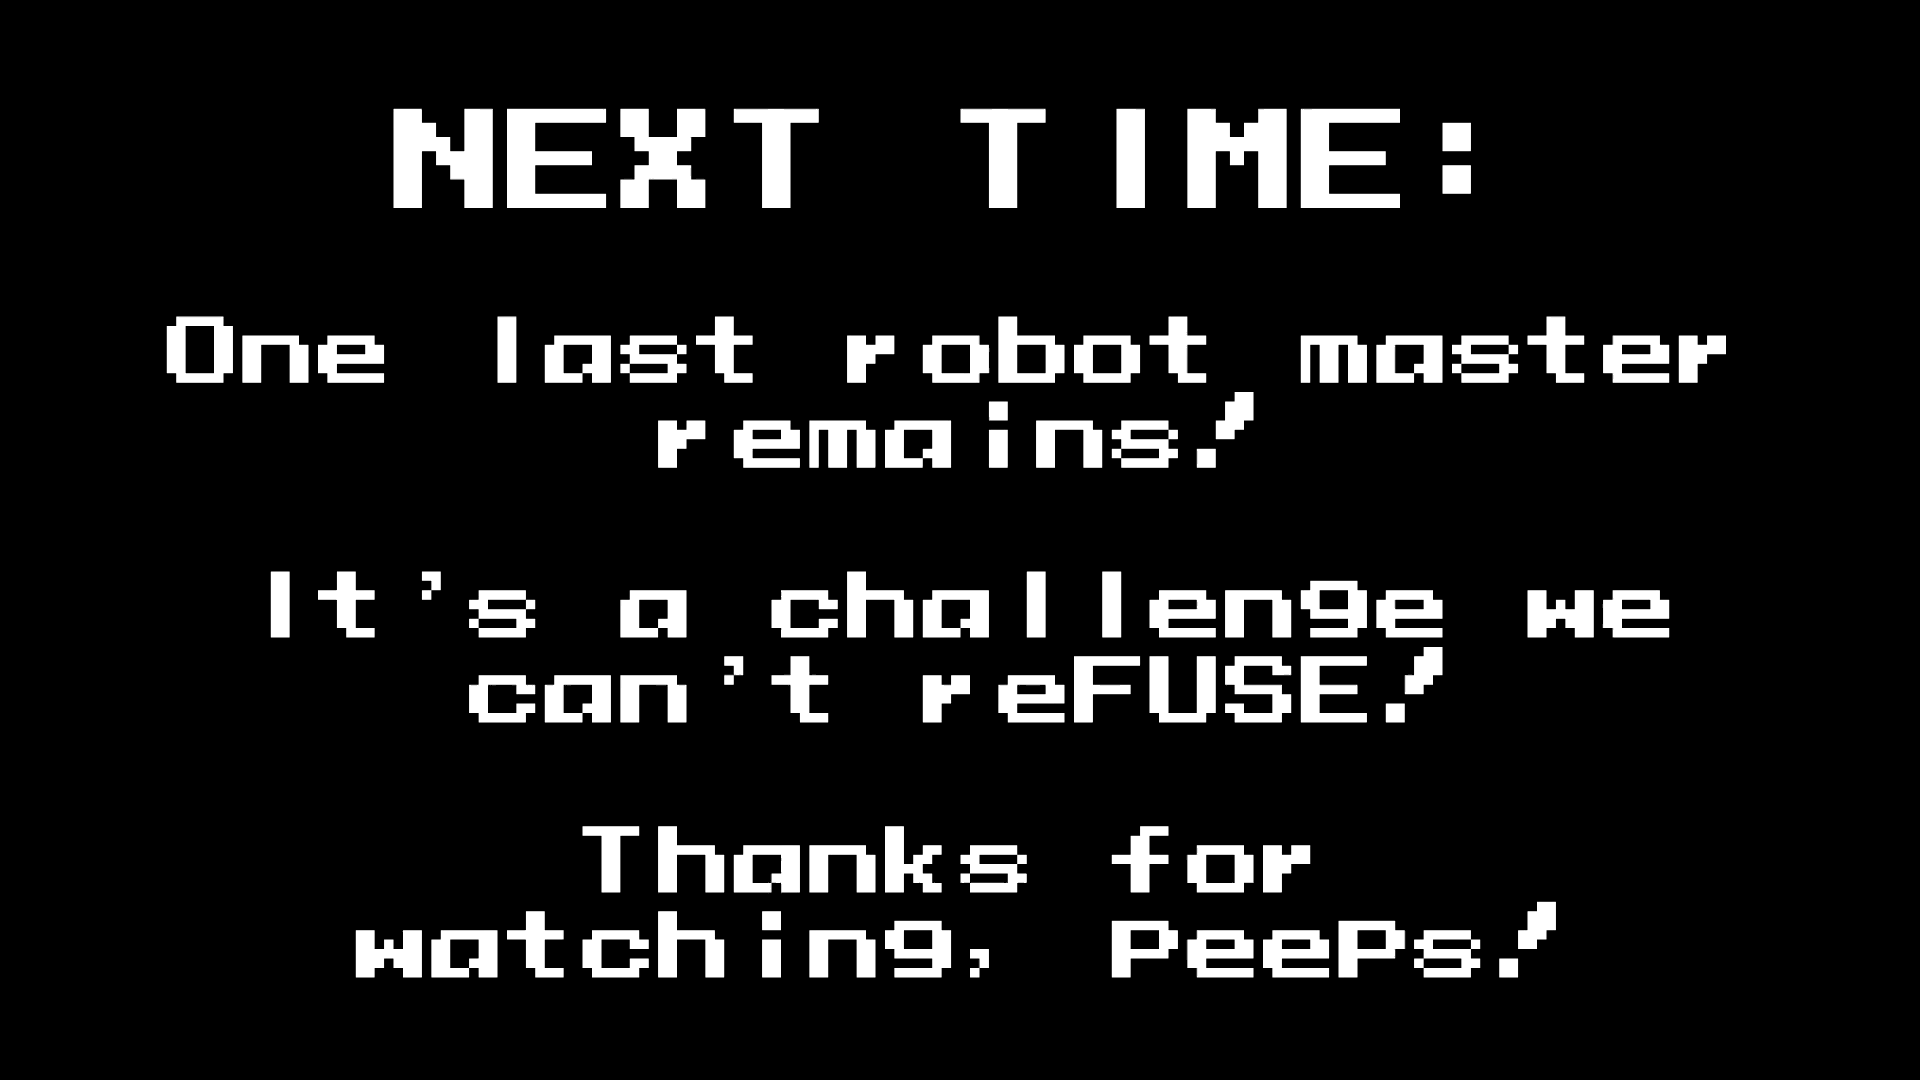 NEXT TIME:
One last robot master
remains!
It's a challenge we
can't reFUSE!
Thanks for
watching, peeps!